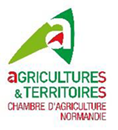 a
aGRICULTURES
& TERRITOIRES
CHAMBRE D'AGRICULTURE
NORMANDIE